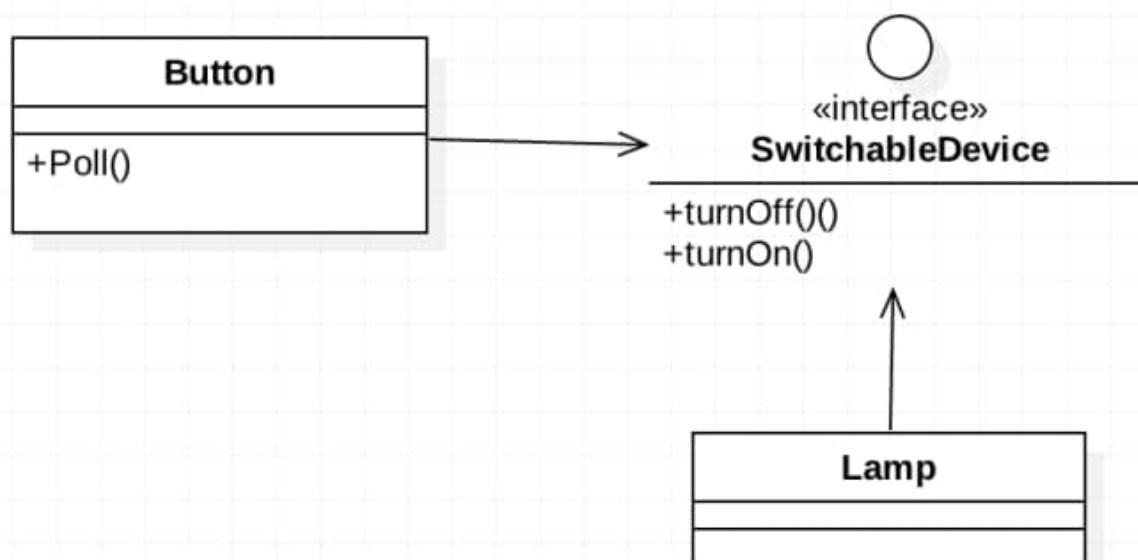 Button
+Poll()
«interface»
SwitchableDevice
+turnOff()()
+turnOn()
Lamp